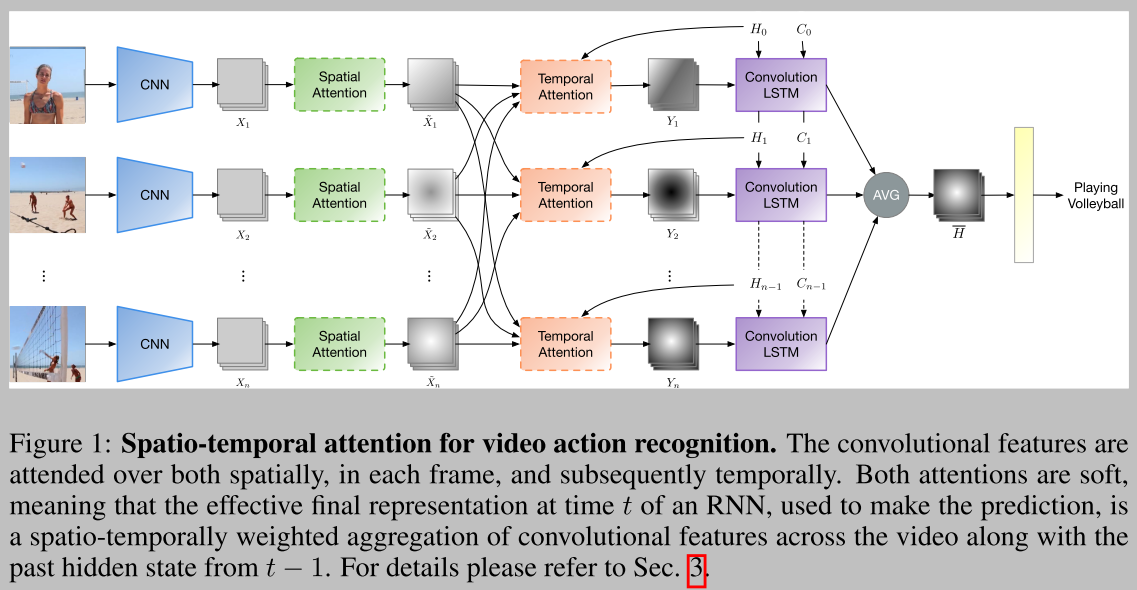 H_0 C_0
CNN
Spatial
Attention
Temporal
Attention
Convolution
LSTM
X_1
X̃_1
Y_1
H_1 C_1
CNN
Spatial
Attention
Temporal
Attention
Convolution
LSTM
AVG
Playing
Volleyball
X_2
X̃_2
Y_2
H̅
⋮ ⋮ ⋮ ⋮
H_{n−1} C_{n−1}
CNN
Spatial
Attention
Temporal
Attention
Convolution
LSTM
X_n
X̃_n
Y_n
Figure 1: Spatio-temporal attention for video action recognition. The convolutional features are
attended over both spatially, in each frame, and subsequently temporally. Both attentions are soft,
meaning that the effective final representation at time t of an RNN, used to make the prediction, is
a spatio-temporally weighted aggregation of convolutional features across the video along with the
past hidden state from t − 1. For details please refer to Sec. 3.